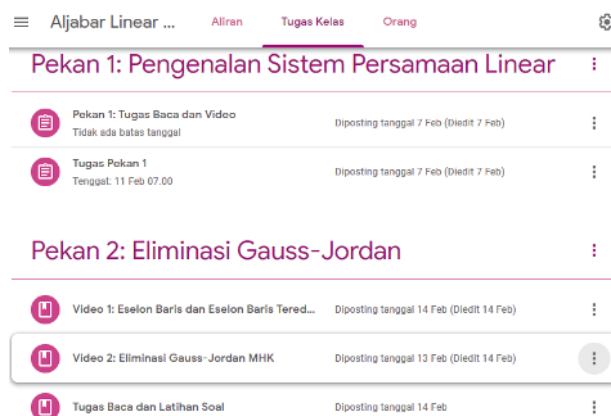 Aljabar Linear ... Aliran Tugas Kelas Orang
Pekan 1: Pengenalan Sistem Persamaan Linear
Pekan 1: Tugas Baca dan Video Diposting tanggal 7 Feb (Diedit 7 Feb)
Tidak ada batas tanggal
Tugas Pekan 1 Diposting tanggal 7 Feb (Diedit 7 Feb)
Tenggat: 11 Feb 07.00
Pekan 2: Eliminasi Gauss-Jordan
Video 1: Eselon Baris dan Eselon Baris Tered... Diposting tanggal 14 Feb (Diedit 14 Feb)
Video 2: Eliminasi Gauss-Jordan MHK Diposting tanggal 13 Feb (Diedit 14 Feb)
Tugas Baca dan Latihan Soal Diposting tanggal 14 Feb